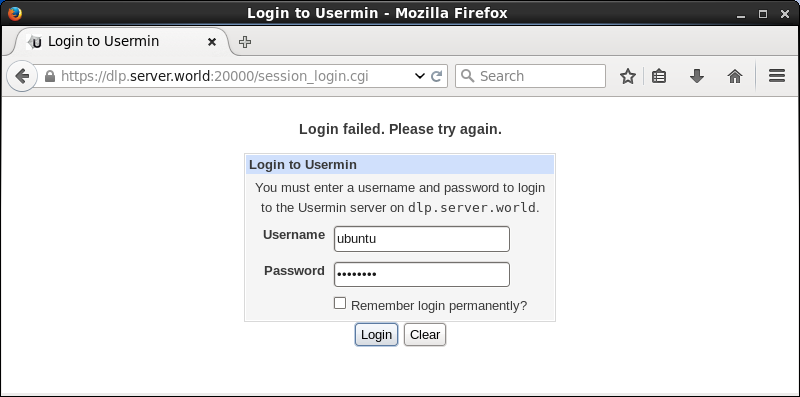 Login to Usermin - Mozilla Firefox
Login to Usermin
https://dlp.server.world:20000/session_login.cgi
Search
Login failed. Please try again.
Login to Usermin
You must enter a username and password to login
to the Usermin server on dlp.server.world.
Username ubuntu
Password ••••••••
Remember login permanently?
Login Clear